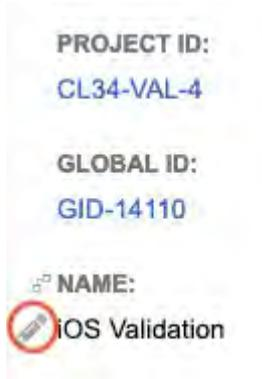 PROJECT ID:
CL34-VAL-4
GLOBAL ID:
GID-14110
NAME:
iOS Validation